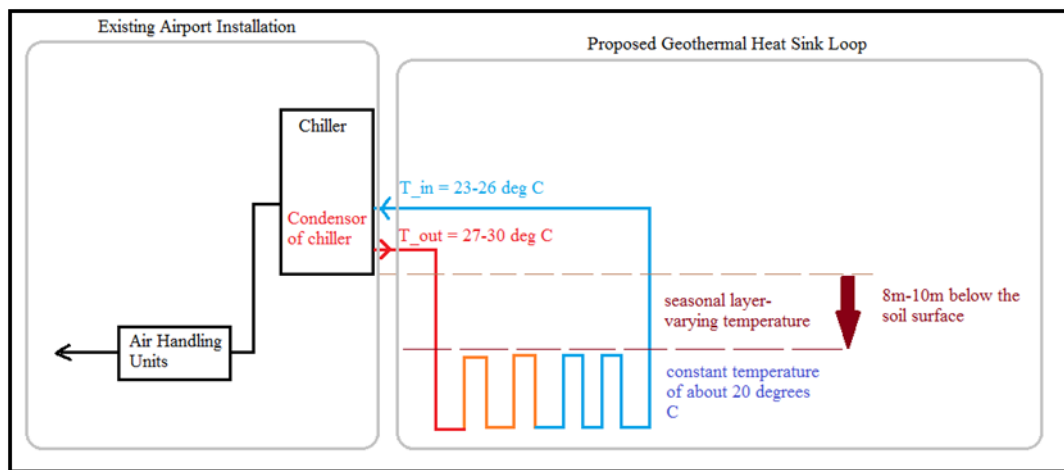 Existing Airport Installation
Proposed Geothermal Heat Sink Loop
Chiller
Condensor
of chiller
T_in = 23-26 deg C
T_out = 27-30 deg C
seasonal layer-
varying temperature
8m-10m below the
soil surface
Air Handling
Units
constant temperature
of about 20 degrees
C